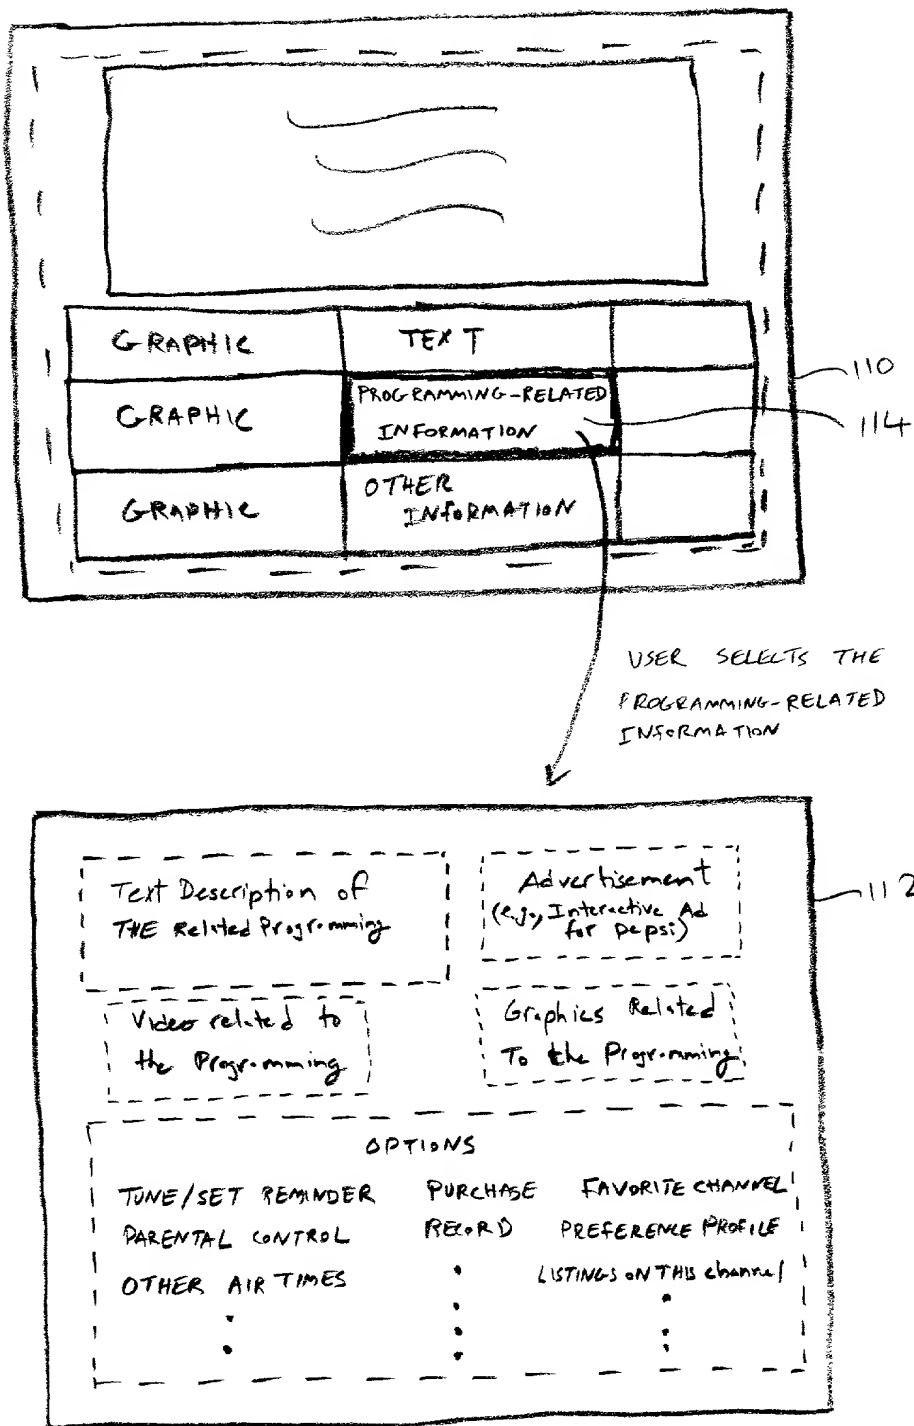 GRAPHIC TEXT
110
GRAPHIC PROGRAMMING-RELATED
INFORMATION
114
GRAPHIC OTHER
INFORMATION
USER SELECTS THE
PROGRAMMING-RELATED
INFORMATION
112
Text Description of
THE Related Programming
Advertisement
(e.g., Interactive Ad
for Pepsi)
Video related to
the Programming
Graphics Related
To the Programming
OPTIONS
TUNE/SET REMINDER PURCHASE FAVORITE CHANNEL
PARENTAL CONTROL RECORD PREFERENCE PROFILE
OTHER AIR TIMES LISTINGS ON THIS channel